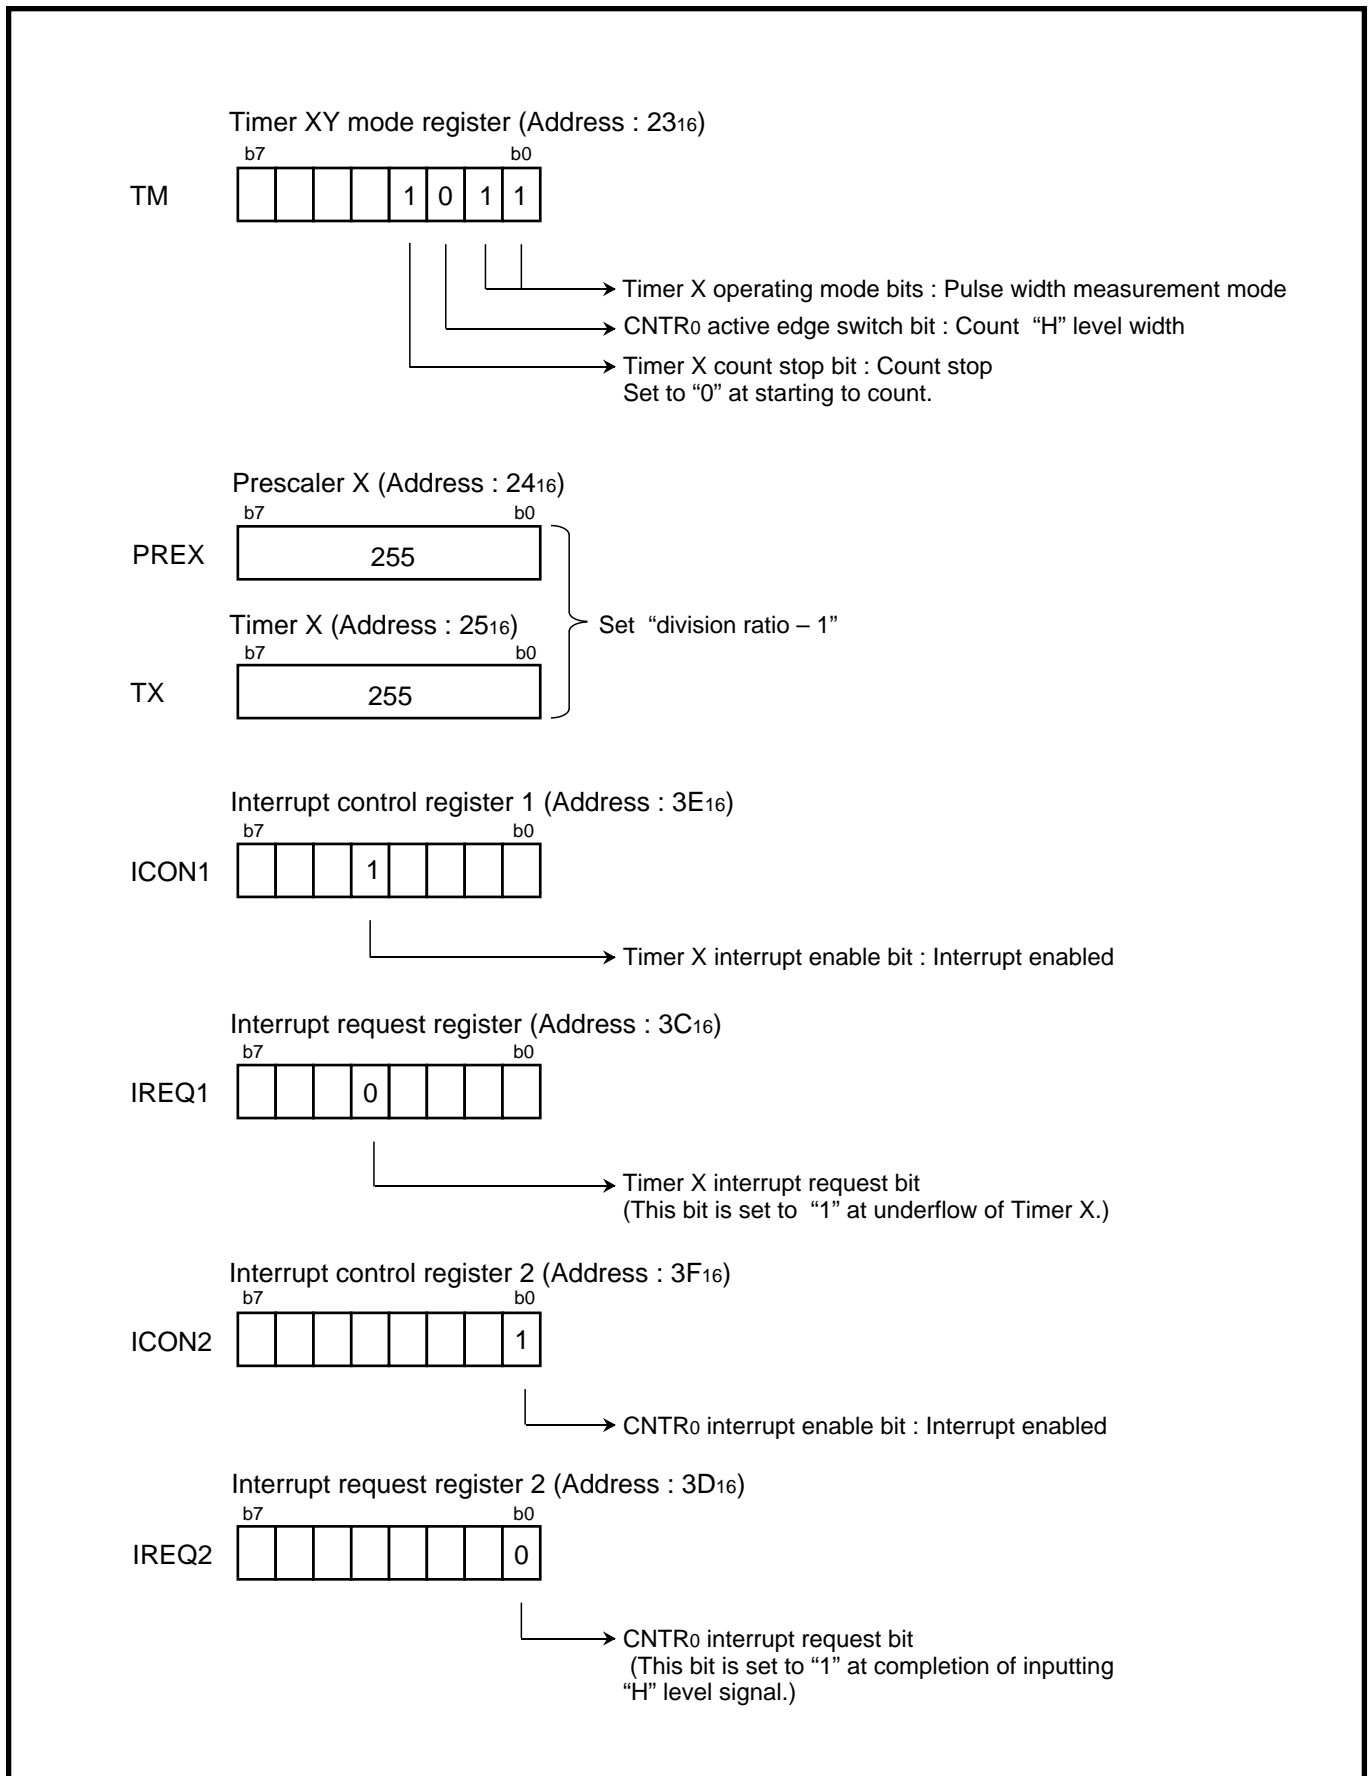 Timer XY mode register (Address : 2316)
b7 b0
TM 1 0 1 1
Timer X operating mode bits : Pulse width measurement mode
CNTR0 active edge switch bit : Count “H” level width
Timer X count stop bit : Count stop
Set to “0” at starting to count.
Prescaler X (Address : 2416)
b7 b0
PREX 255
Timer X (Address : 2516)
Set “division ratio – 1”
b7 b0
TX 255
Interrupt control register 1 (Address : 3E16)
b7 b0
ICON1 1
Timer X interrupt enable bit : Interrupt enabled
Interrupt request register (Address : 3C16)
b7 b0
IREQ1 0
Timer X interrupt request bit
(This bit is set to “1” at underflow of Timer X.)
Interrupt control register 2 (Address : 3F16)
b7 b0
ICON2 1
CNTR0 interrupt enable bit : Interrupt enabled
Interrupt request register 2 (Address : 3D16)
b7 b0
IREQ2 0
CNTR0 interrupt request bit
(This bit is set to “1” at completion of inputting
“H” level signal.)